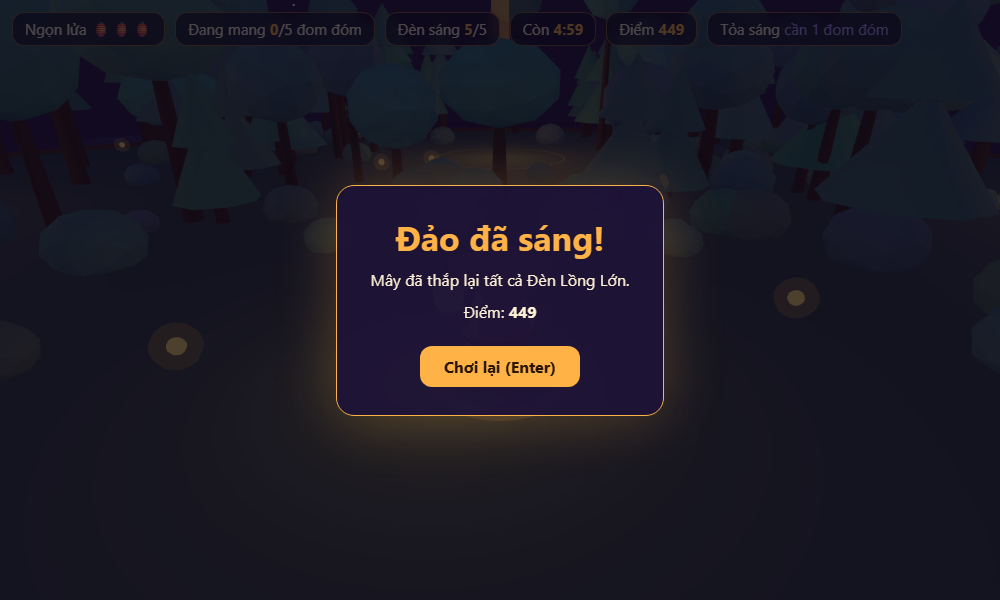 Ngọn lửa
Đang mang 0/5 đom đóm
Đèn sáng 5/5
Còn 4:59
Điểm 449
Tỏa sáng cần 1 đom đóm
Đảo đã sáng!
Mây đã thắp lại tất cả Đèn Lồng Lớn.
Điểm: 449
Chơi lại (Enter)